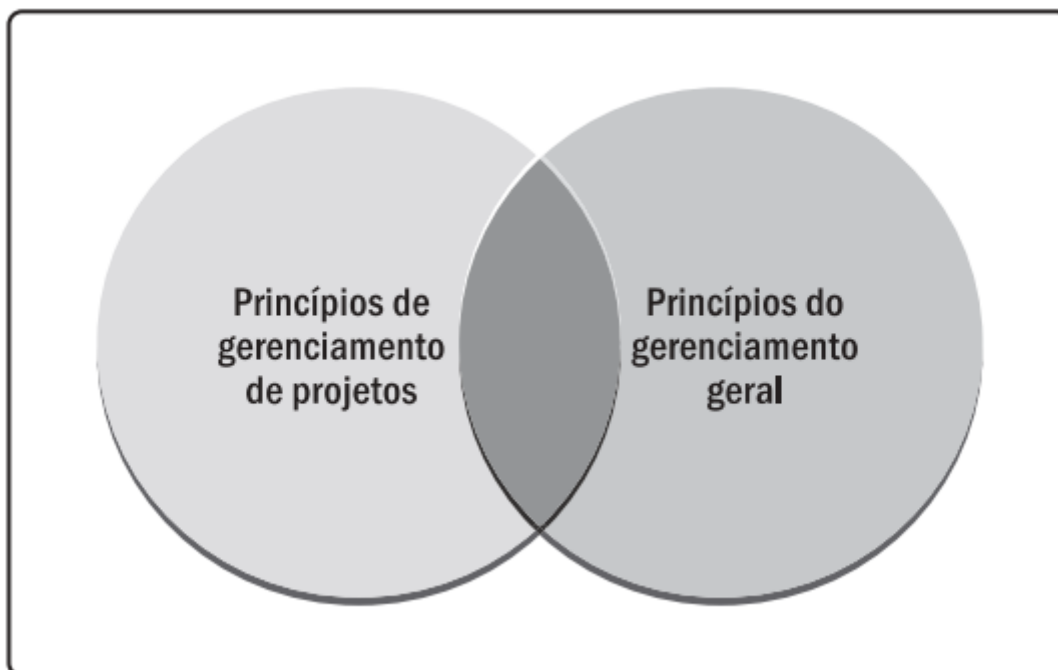 Princípios de
gerenciamento
de projetos
Princípios do
gerenciamento
geral